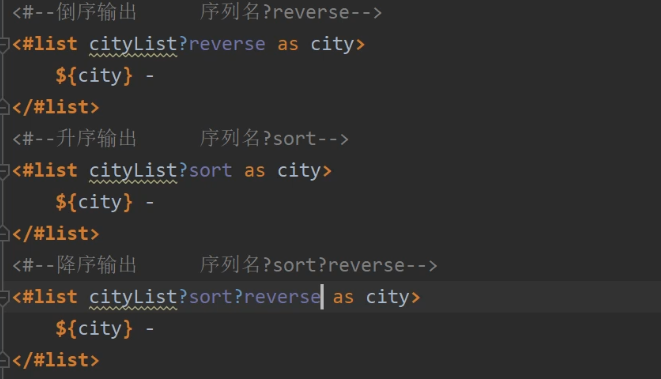 <#--倒序输出      序列名?reverse-->
<#list cityList?reverse as city>
    ${city} -
</#list>
<#--升序输出      序列名?sort-->
<#list cityList?sort as city>
    ${city} -
</#list>
<#--降序输出      序列名?sort?reverse-->
<#list cityList?sort?reverse as city>
    ${city} -
</#list>